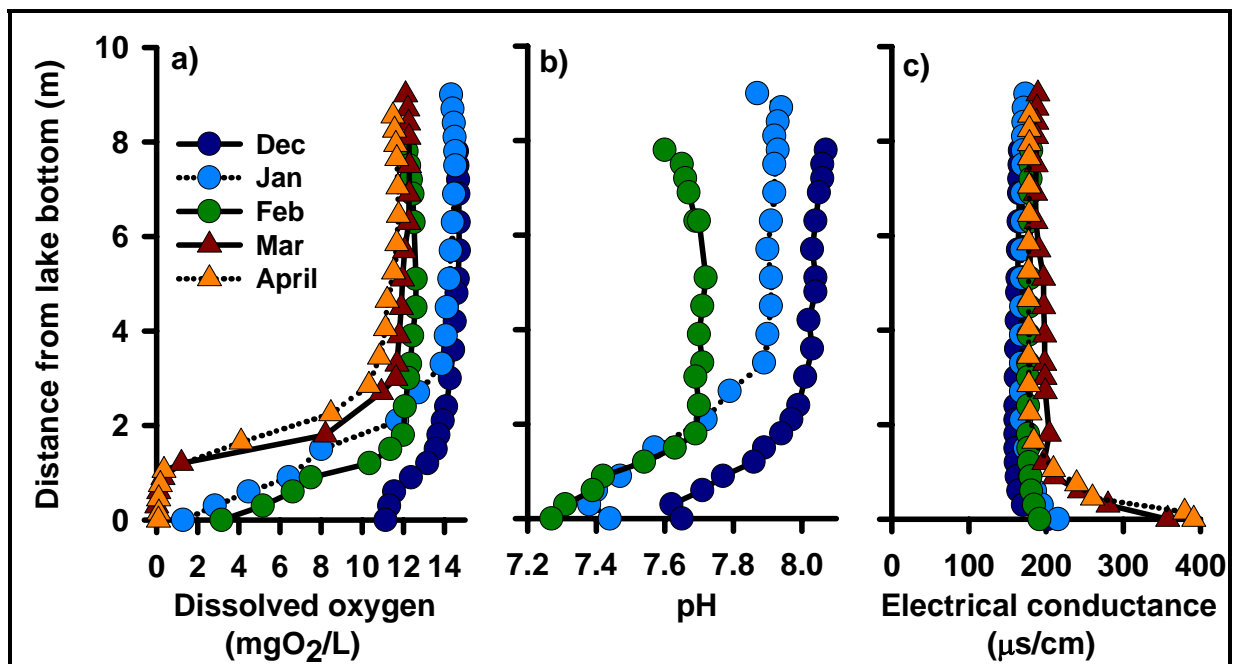 a)
b)
c)
Distance from lake bottom (m)
10
8
6
4
2
0
Dec
Jan
Feb
Mar
April
0 2 4 6 8 10 12 14
7.2 7.4 7.6 7.8 8.0
0 100 200 300 400
Dissolved oxygen
(mgO2/L)
pH
Electrical conductance
(µs/cm)